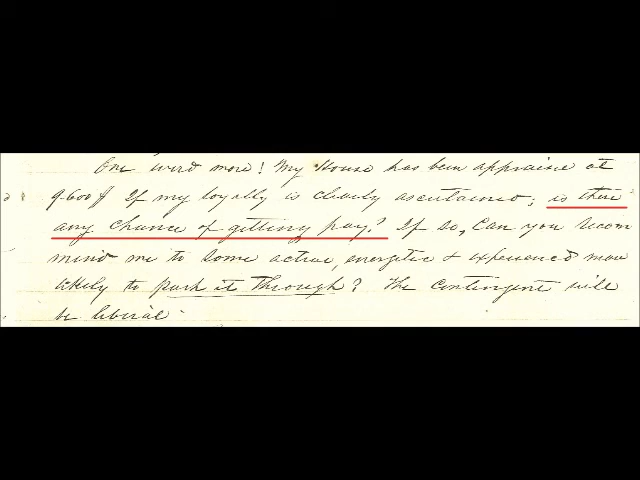 One word more! My House has been appraised at
9600$ If my loyalty is clearly ascertained; is there
any chance of getting pay? If so, Can you recom
mend me to some active, energetic & experienced man
likely to push it through? The contingent will
be liberal